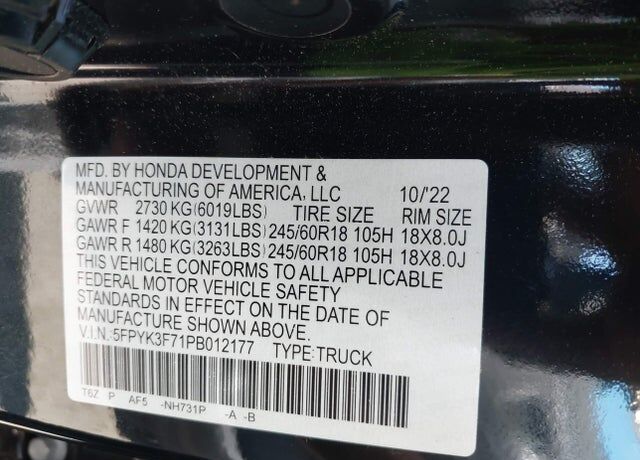 MFD. BY HONDA DEVELOPMENT &
MANUFACTURING OF AMERICA, LLC 10/'22
GVWR 2730 KG(6019LBS) TIRE SIZE RIM SIZE
GAWR F 1420 KG(3131LBS) 245/60R18 105H 18X8.0J
GAWR R 1480 KG(3263LBS) 245/60R18 105H 18X8.0J
THIS VEHICLE CONFORMS TO ALL APPLICABLE
FEDERAL MOTOR VEHICLE SAFETY
STANDARDS IN EFFECT ON THE DATE OF
MANUFACTURE SHOWN ABOVE.
V.I.N.:5FPYK3F71PB012177 TYPE:TRUCK
T6Z P AF5 -NH731P -A -B